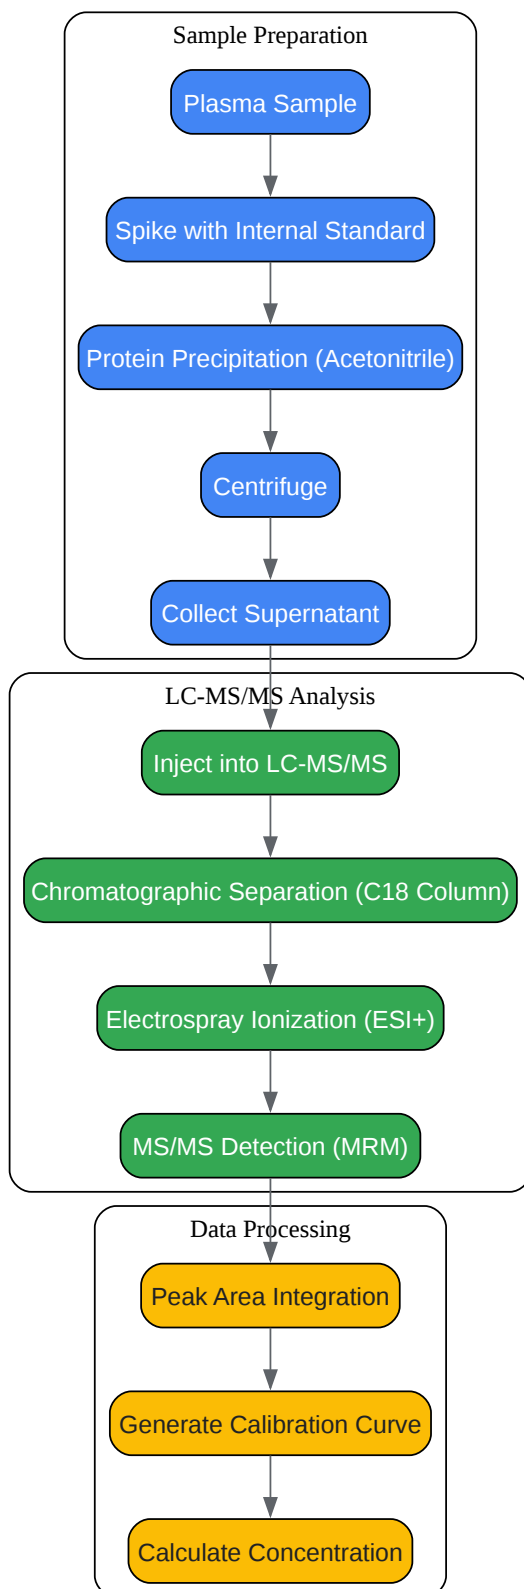 Sample Preparation
Plasma Sample
Spike with Internal Standard
Protein Precipitation (Acetonitrile)
Centrifuge
Collect Supernatant
LC-MS/MS Analysis
Inject into LC-MS/MS
Chromatographic Separation (C18 Column)
Electrospray Ionization (ESI+)
MS/MS Detection (MRM)
Data Processing
Peak Area Integration
Generate Calibration Curve
Calculate Concentration